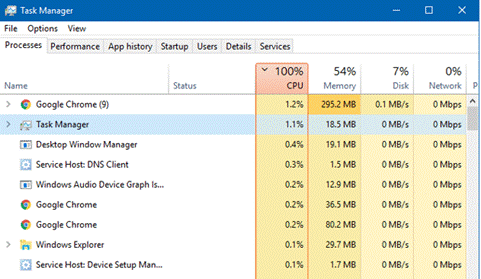 Task Manager
File Options View
Processes Performance App history Startup Users Details Services
100% 54% 7% 0%
Name Status CPU Memory Disk Network P
Google Chrome (9) 1.2% 295.2 MB 0.1 MB/s 0 Mbps
Task Manager 1.1% 18.5 MB 0 MB/s 0 Mbps
Desktop Window Manager 0.4% 19.1 MB 0 MB/s 0 Mbps
Service Host: DNS Client 0.3% 1.5 MB 0 MB/s 0 Mbps
Windows Audio Device Graph Is... 0.2% 12.9 MB 0 MB/s 0 Mbps
Google Chrome 0.2% 36.5 MB 0 MB/s 0 Mbps
Google Chrome 0.2% 80.2 MB 0 MB/s 0 Mbps
Windows Explorer 0.1% 29.7 MB 0 MB/s 0 Mbps
Service Host: Device Setup Man... 0.1% 1.7 MB 0 MB/s 0 Mbps